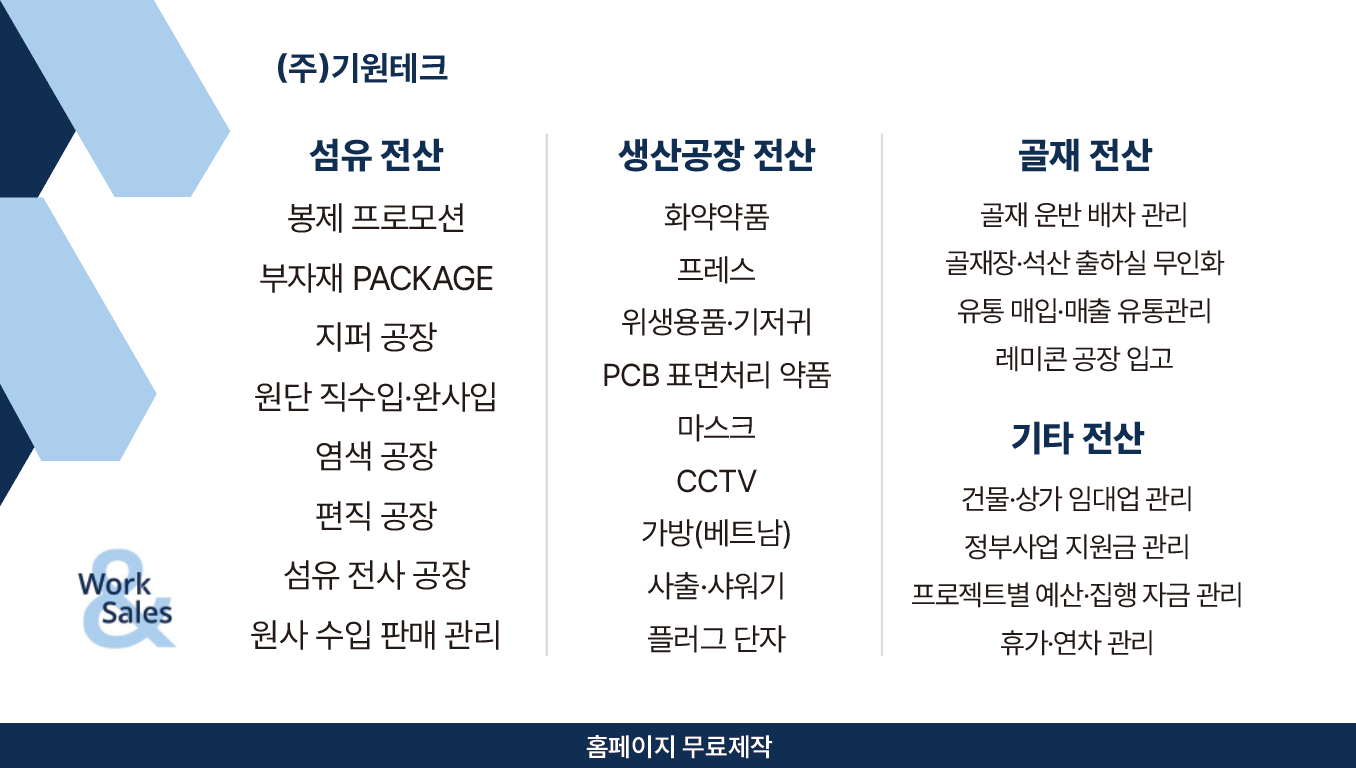 (주)기원테크
섬유 전산
봉제 프로모션
부자재 PACKAGE
지퍼 공장
원단 직수입·완사입
염색 공장
편직 공장
섬유 전사 공장
원사 수입 판매 관리
생산공장 전산
화약약품
프레스
위생용품·기저귀
PCB 표면처리 약품
마스크
CCTV
가방(베트남)
사출·샤워기
플러그 단자
골재 전산
골재 운반 배차 관리
골재장·석산 출하실 무인화
유통 매입·매출 유통관리
레미콘 공장 입고
기타 전산
건물·상가 임대업 관리
정부사업 지원금 관리
프로젝트별 예산·집행 자금 관리
휴가·연차 관리
&
Work
Sales
홈페이지 무료제작